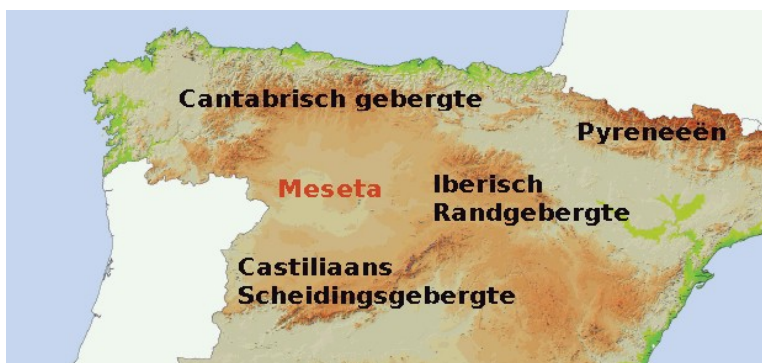 Cantabrisch gebergte
Pyreneeën
Meseta
Iberisch
Randgebergte
Castiliaans
Scheidingsgebergte